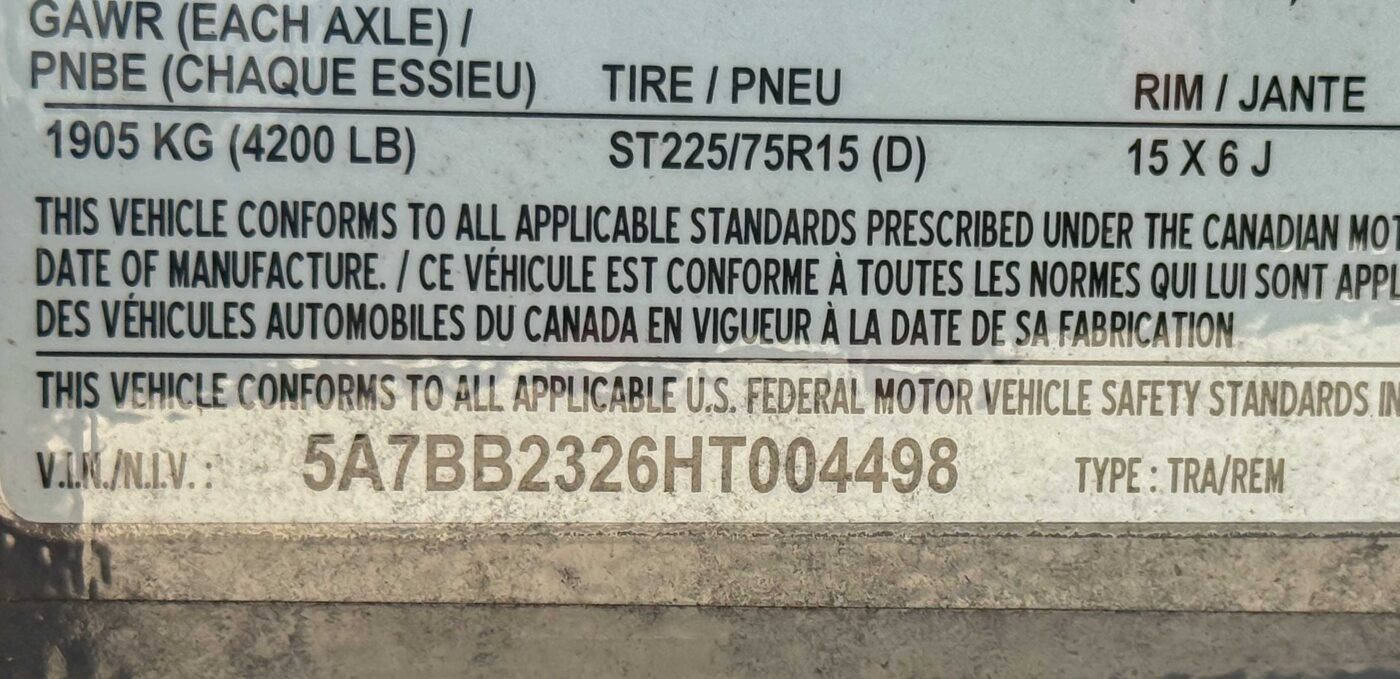 GAWR (EACH AXLE) /
PNBE (CHAQUE ESSIEU) TIRE / PNEU RIM / JANTE
1905 KG (4200 LB) ST225/75R15 (D) 15 X 6 J
THIS VEHICLE CONFORMS TO ALL APPLICABLE STANDARDS PRESCRIBED UNDER THE CANADIAN MOT
DATE OF MANUFACTURE. / CE VÉHICULE EST CONFORME À TOUTES LES NORMES QUI LUI SONT APPL
DES VÉHICULES AUTOMOBILES DU CANADA EN VIGUEUR À LA DATE DE SA FABRICATION
THIS VEHICLE CONFORMS TO ALL APPLICABLE U.S. FEDERAL MOTOR VEHICLE SAFETY STANDARDS IN
V.I.N./N.I.V. : 5A7BB2326HT004498 TYPE : TRA/REM